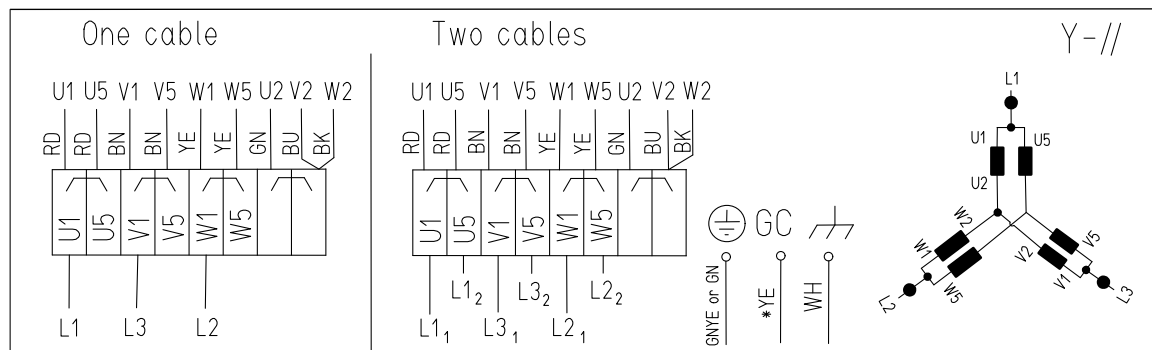 One cable
Two cables
Y-//
U1 U5 V1 V5 W1 W5 U2 V2 W2
RD RD BN BN YE YE GN BU BK
U1 U5 V1 V5 W1 W5
L1 L3 L2
U1 U5 V1 V5 W1 W5 U2 V2 W2
RD RD BN BN YE YE GN BU BK
U1 U5 V1 V5 W1 W5
L1₂ L3₂ L2₂
L1₁ L3₁ L2₁
GC
GNYE or GN
*YE
WH
L1
U1 U5
U2
W2
W1
W5
L2
V5
V2
V1
L3